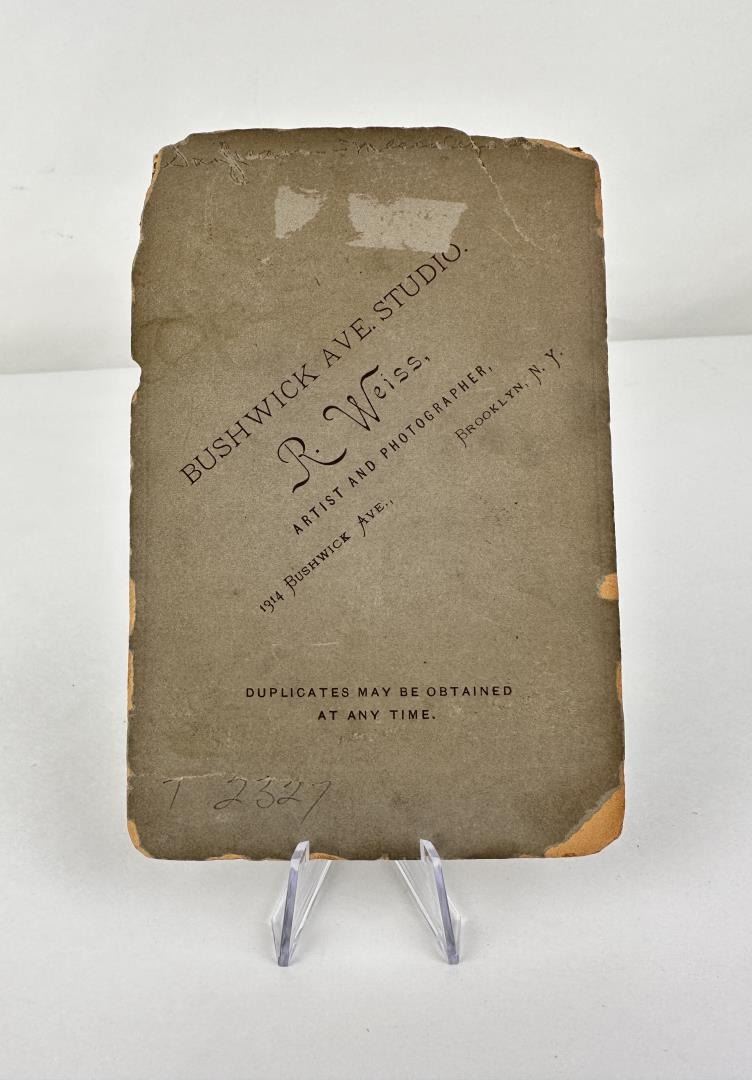 BUSHWICK AVE. STUDIO.
R. Weiss,
ARTIST AND PHOTOGRAPHER,
1914 BUSHWICK AVE., BROOKLYN, N. Y.
DUPLICATES MAY BE OBTAINED
AT ANY TIME.
T 2327